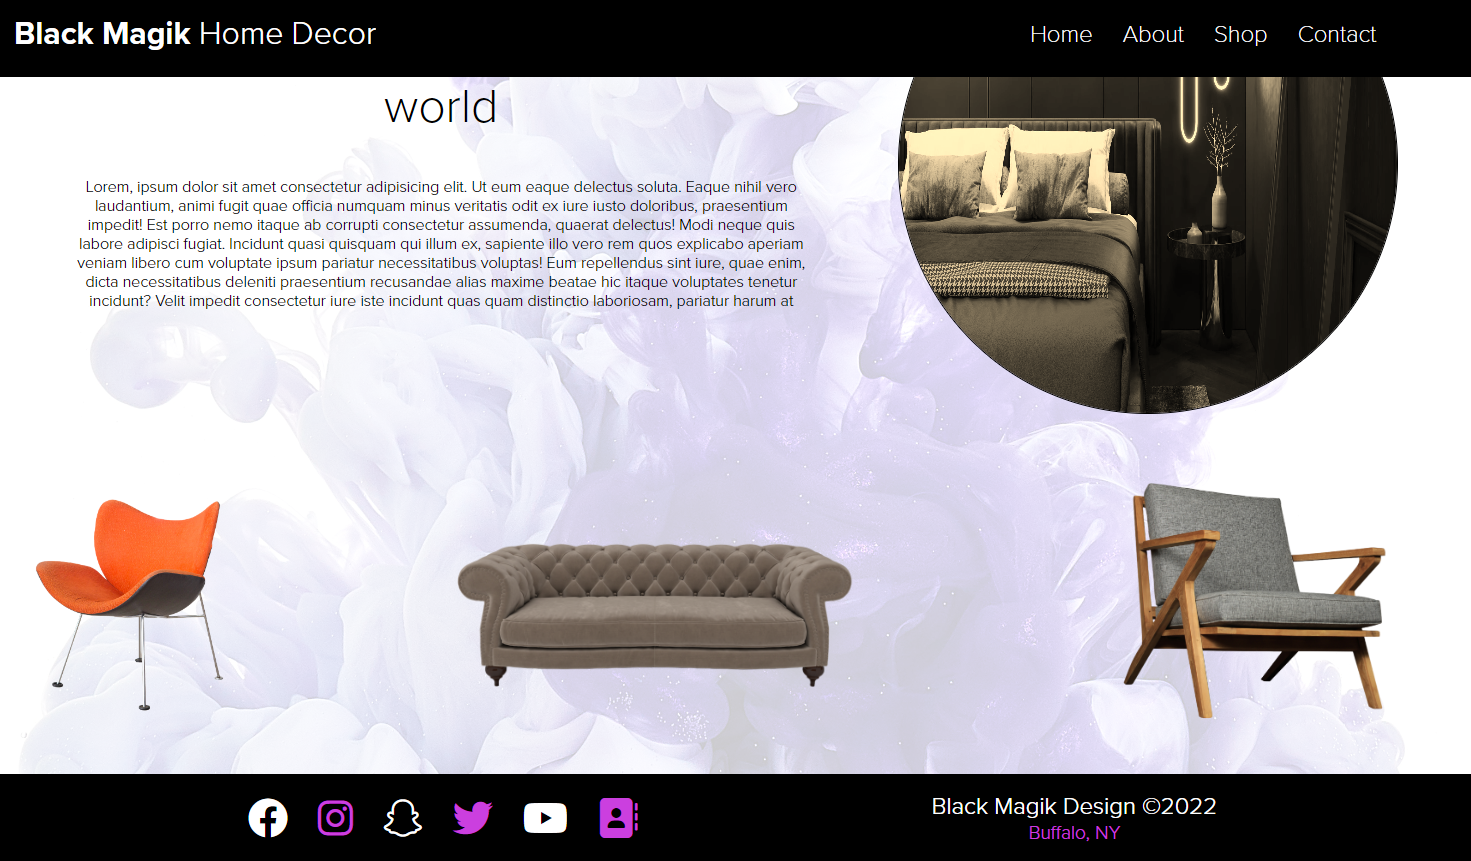 Black Magik Home Decor
Home About Shop Contact
world
Lorem, ipsum dolor sit amet consectetur adipisicing elit. Ut eum eaque delectus soluta. Eaque nihil vero
laudantium, animi fugit quae officia numquam minus veritatis odit ex iure iusto doloribus, praesentium
impedit! Est porro nemo itaque ab corrupti consectetur assumenda, quaerat delectus! Modi neque quis
labore adipisci fugiat. Incidunt quasi quisquam qui illum ex, sapiente illo vero rem quos explicabo aperiam
veniam libero cum voluptate ipsum pariatur necessitatibus voluptas! Eum repellendus sint iure, quae enim,
dicta necessitatibus deleniti praesentium recusandae alias maxime beatae hic itaque voluptates tenetur
incidunt? Velit impedit consectetur iure iste incidunt quas quam distinctio laboriosam, pariatur harum at
Black Magik Design ©2022
Buffalo, NY